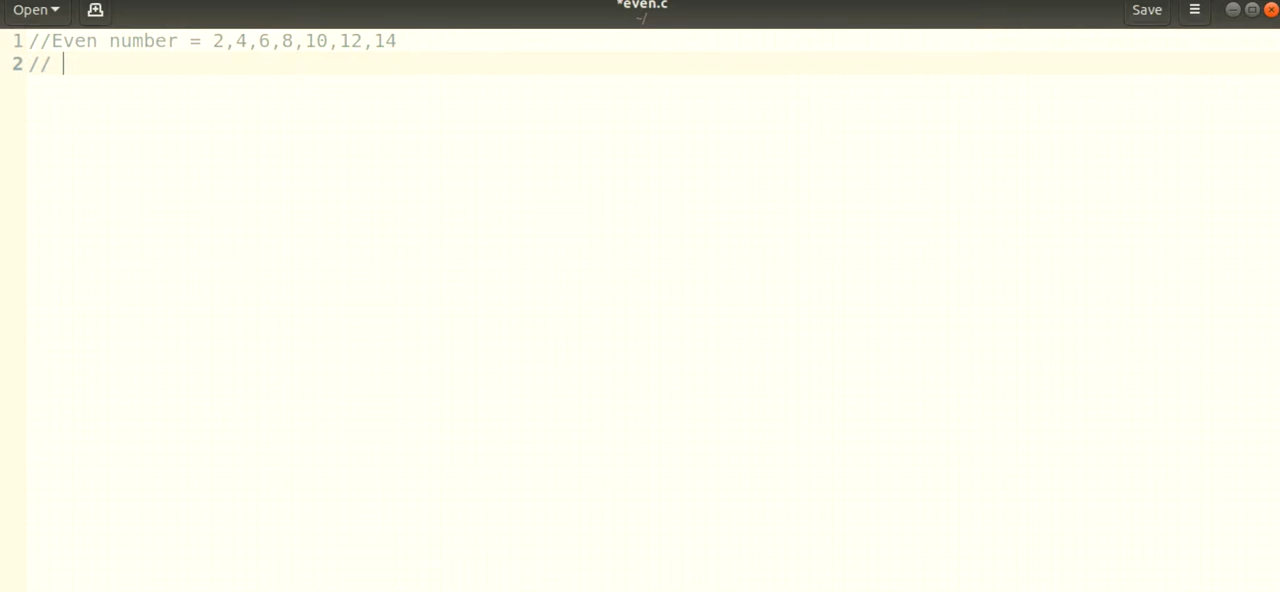 Open
*even.c
~/
Save
1 //Even number = 2,4,6,8,10,12,14
2 //